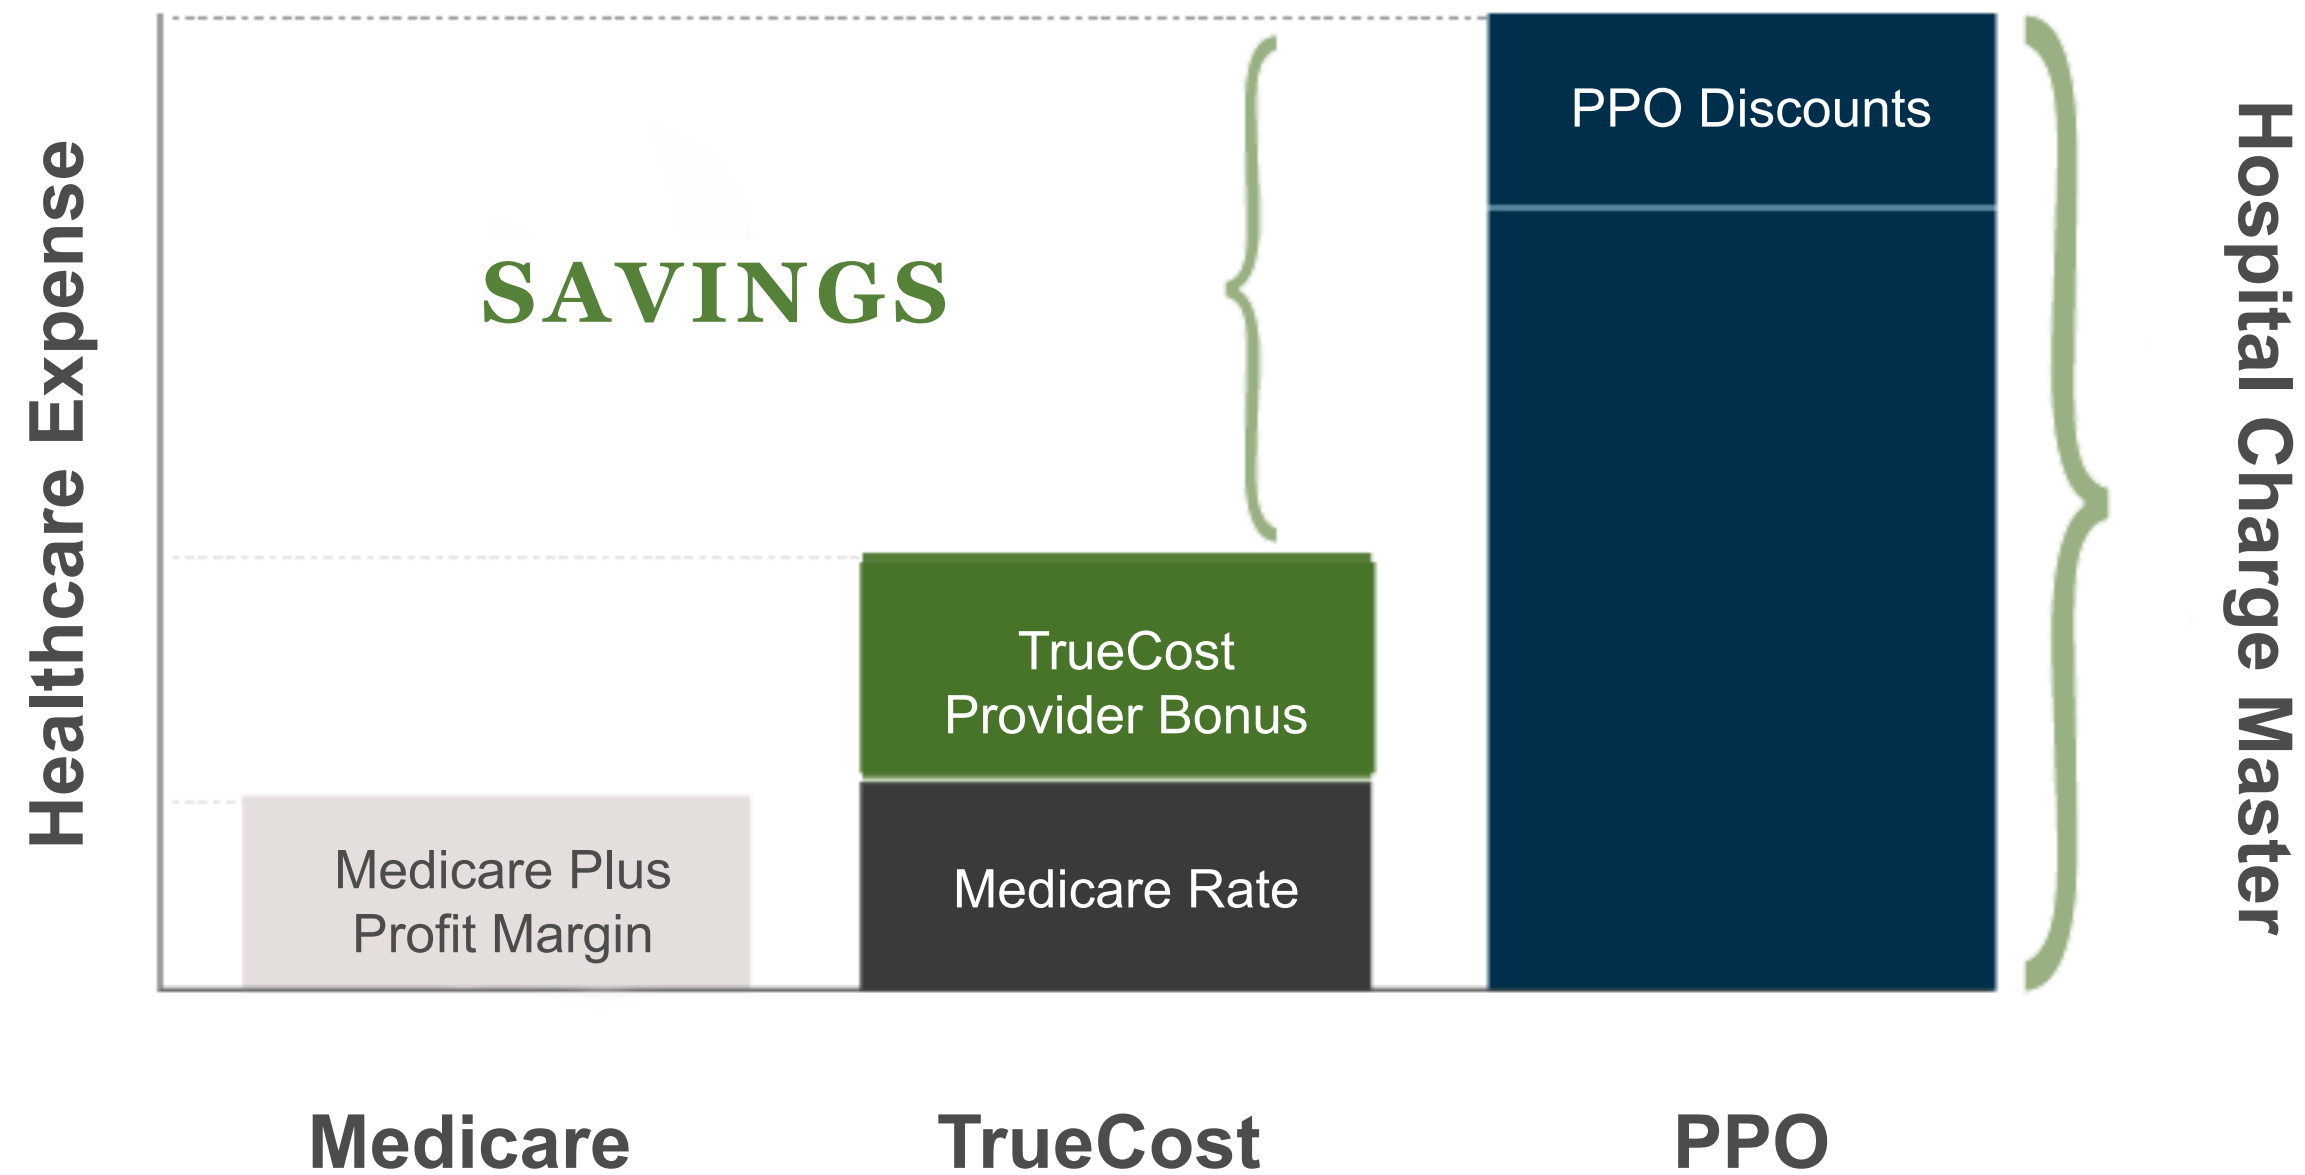 Healthcare Expense
SAVINGS
PPO Discounts
Hospital Charge Master
TrueCost
Provider Bonus
Medicare Plus
Profit Margin
Medicare Rate
Medicare
TrueCost
PPO